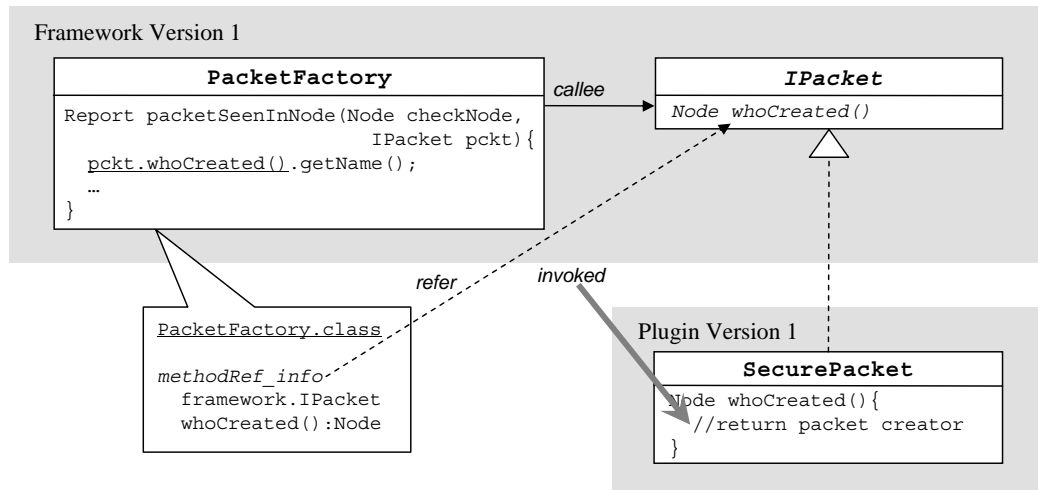 Framework Version 1
PacketFactory
Report packetSeenInNode(Node checkNode,
IPacket pckt){
pckt.whoCreated().getName();
…
}
callee
IPacket
Node whoCreated()
refer
invoked
PacketFactory.class
methodRef_info
framework.IPacket
whoCreated():Node
Plugin Version 1
SecurePacket
Node whoCreated(){
//return packet creator
}